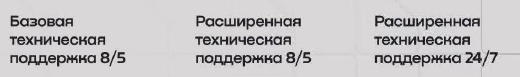 Базовая
техническая
поддержка 8/5
Расширенная
техническая
поддержка 8/5
Расширенная
техническая
поддержка 24/7